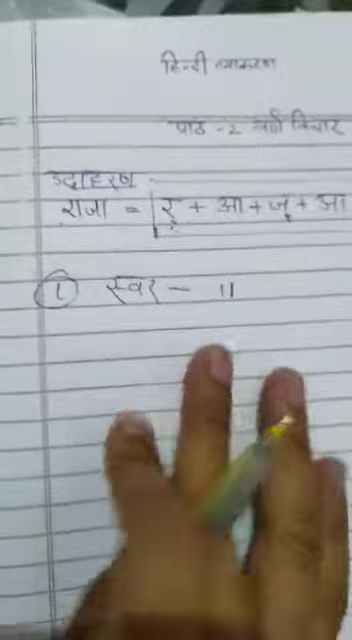 हिन्दी व्याकरण
पाठ - 2 वर्ण विचार
उदाहरण -
राजा = र् + आ + ज् + आ
① स्वर - 11